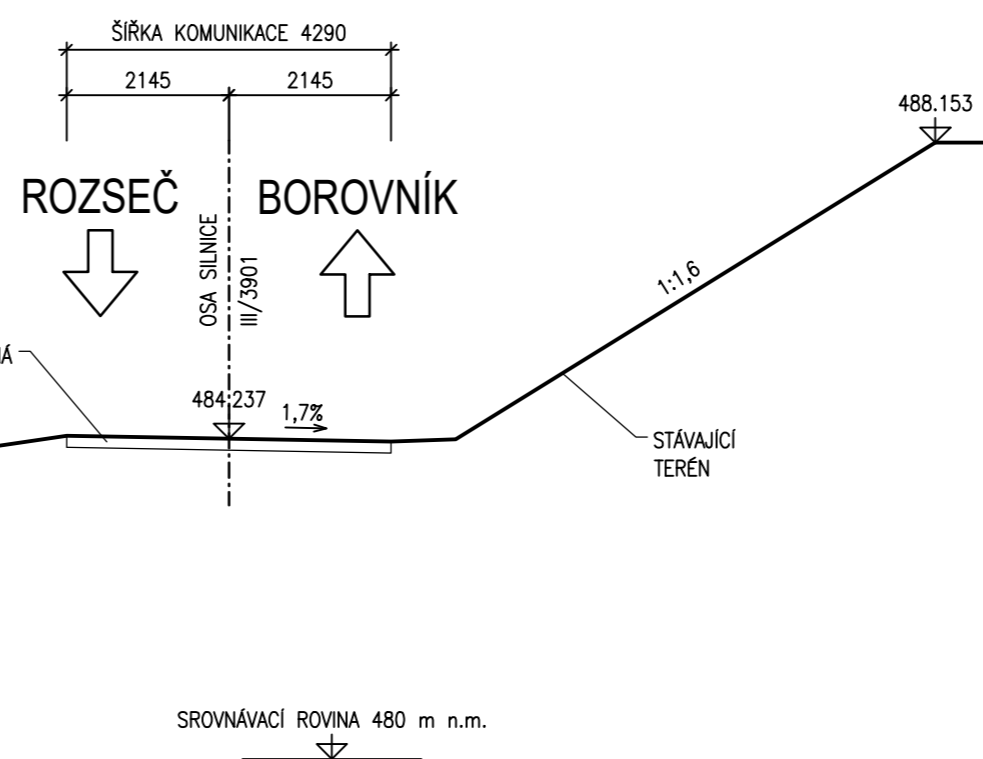 ŠÍŘKA KOMUNIKACE 4290
2145
2145
488.153
ROZSEČ
BOROVNÍK
OSA SILNICE
III/3901
1:1,6
484.237
1,7%
STÁVAJÍCÍ
TERÉN
SROVNÁVACÍ ROVINA 480 m n.m.